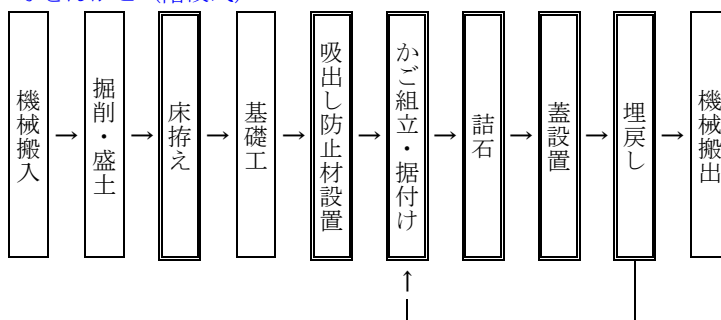 機械搬入
→
掘削・盛土
→
床拵え
→
基礎工
→
吸出し防止材設置
→
かご組立・据付け
→
詰石
→
蓋設置
→
埋戻し
→
機械搬出
↑